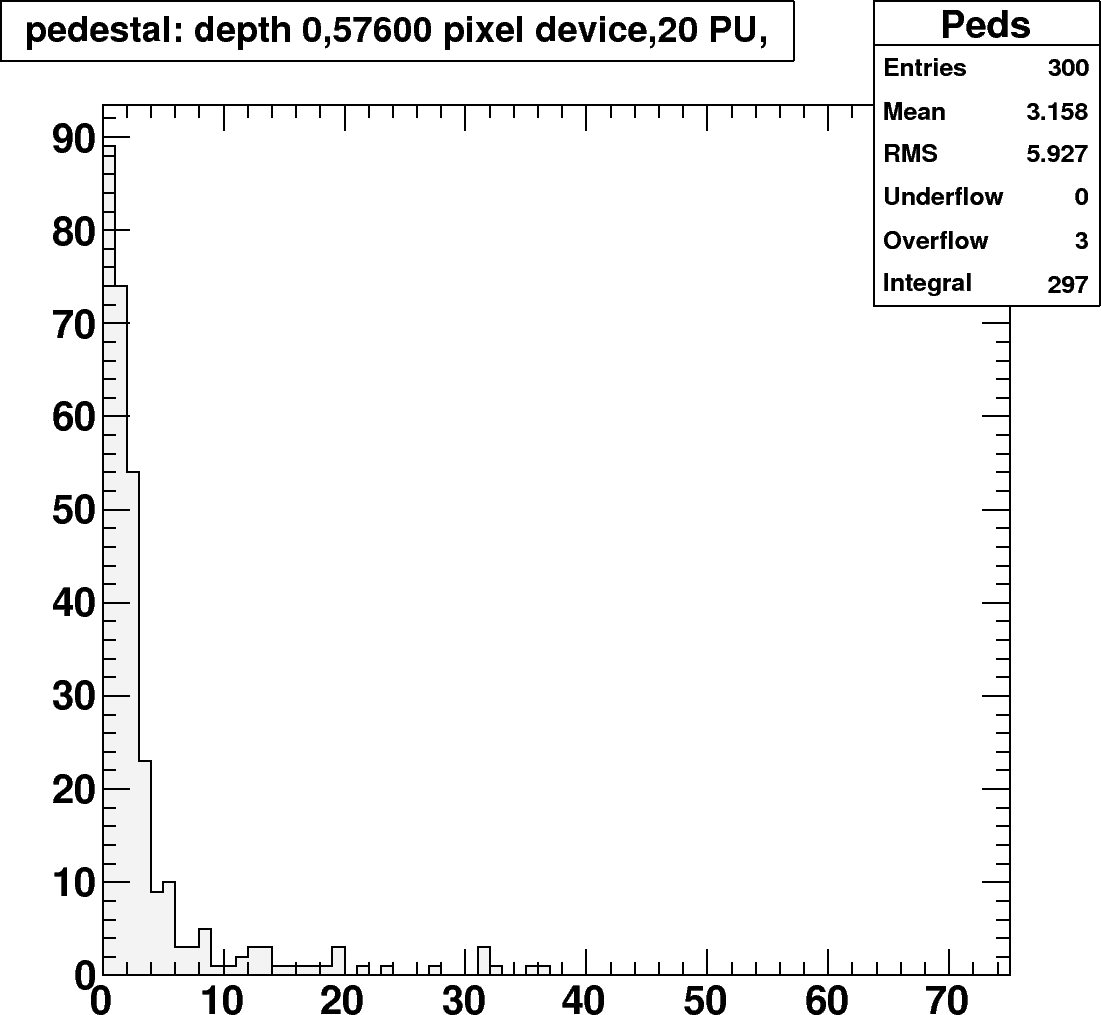 pedestal: depth 0,57600 pixel device,20 PU,
Peds
Entries 300
Mean 3.158
RMS 5.927
Underflow 0
Overflow 3
Integral 297
90
80
70
60
50
40
30
20
10
0
0 10 20 30 40 50 60 70